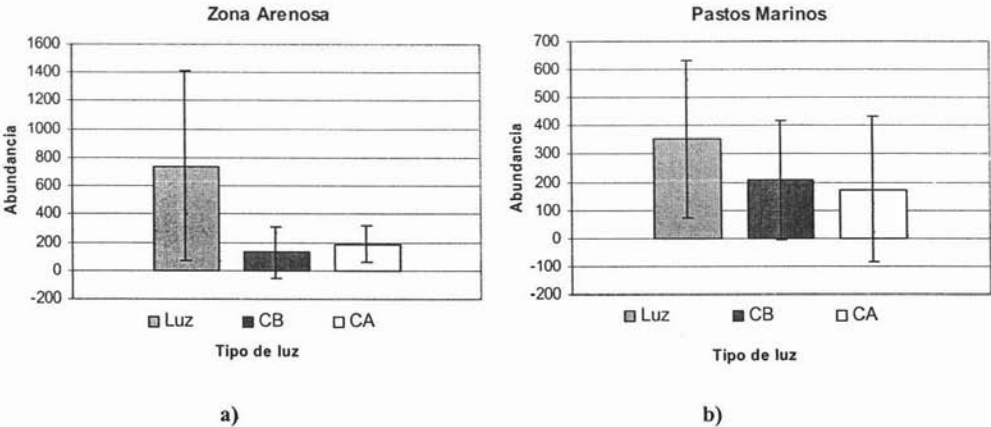 Zona Arenosa
1600
1400
1200
1000
800
600
400
200
0
-200
Abundancia
Luz CB CA
Tipo de luz
a)
Pastos Marinos
700
600
500
400
300
200
100
0
-100
-200
Abundancia
Luz CB CA
Tipo de luz
b)